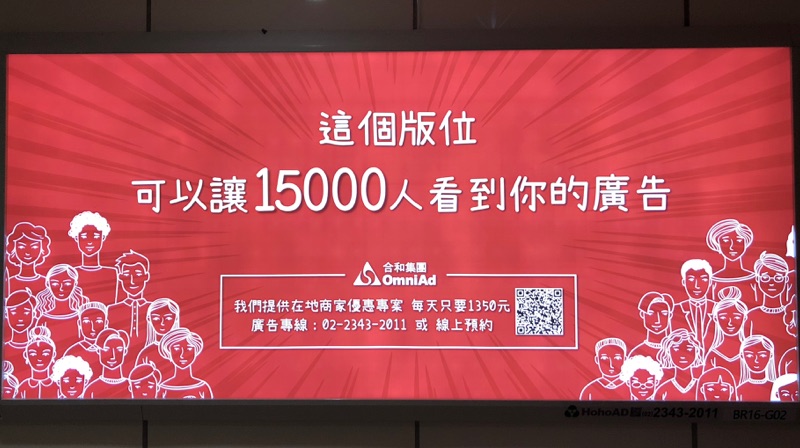 這個版位
可以讓15000人看到你的廣告
合和集團
OmniAd
我們提供在地商家優惠專案 每天只要1350元
廣告專線：02-2343-2011 或 線上預約
HohoAD 2343-2011 BR16-G02